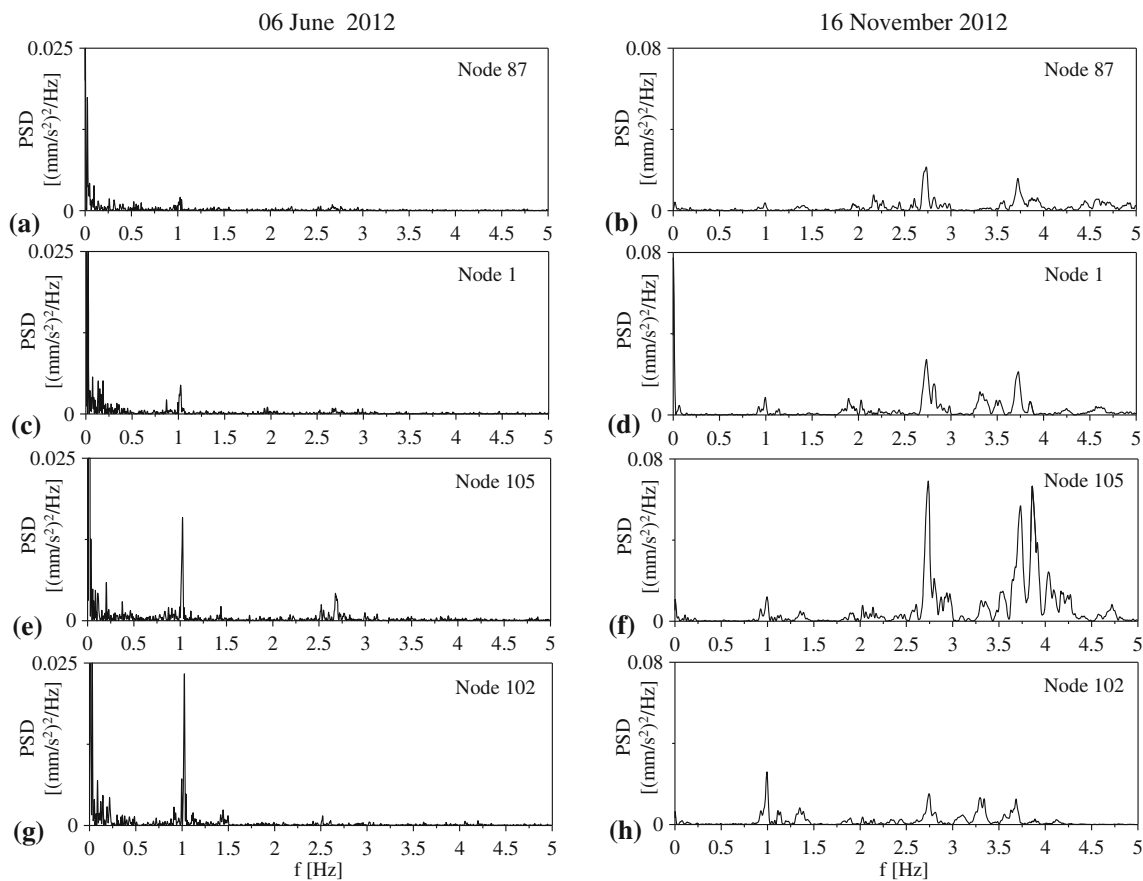 06 June 2012
16 November 2012
0.025
PSD
[(mm/s²)²/Hz]
Node 87
0
(a)
0 0.5 1 1.5 2 2.5 3 3.5 4 4.5 5
0.08
PSD
[(mm/s²)²/Hz]
Node 87
0
(b)
0 0.5 1 1.5 2 2.5 3 3.5 4 4.5 5
0.025
PSD
[(mm/s²)²/Hz]
Node 1
0
(c)
0 0.5 1 1.5 2 2.5 3 3.5 4 4.5 5
0.08
PSD
[(mm/s²)²/Hz]
Node 1
0
(d)
0 0.5 1 1.5 2 2.5 3 3.5 4 4.5 5
0.025
PSD
[(mm/s²)²/Hz]
Node 105
0
(e)
0 0.5 1 1.5 2 2.5 3 3.5 4 4.5 5
0.08
PSD
[(mm/s²)²/Hz]
Node 105
0
(f)
0 0.5 1 1.5 2 2.5 3 3.5 4 4.5 5
0.025
PSD
[(mm/s²)²/Hz]
Node 102
0
(g)
0 0.5 1 1.5 2 2.5 3 3.5 4 4.5 5
f [Hz]
0.08
PSD
[(mm/s²)²/Hz]
Node 102
0
(h)
0 0.5 1 1.5 2 2.5 3 3.5 4 4.5 5
f [Hz]